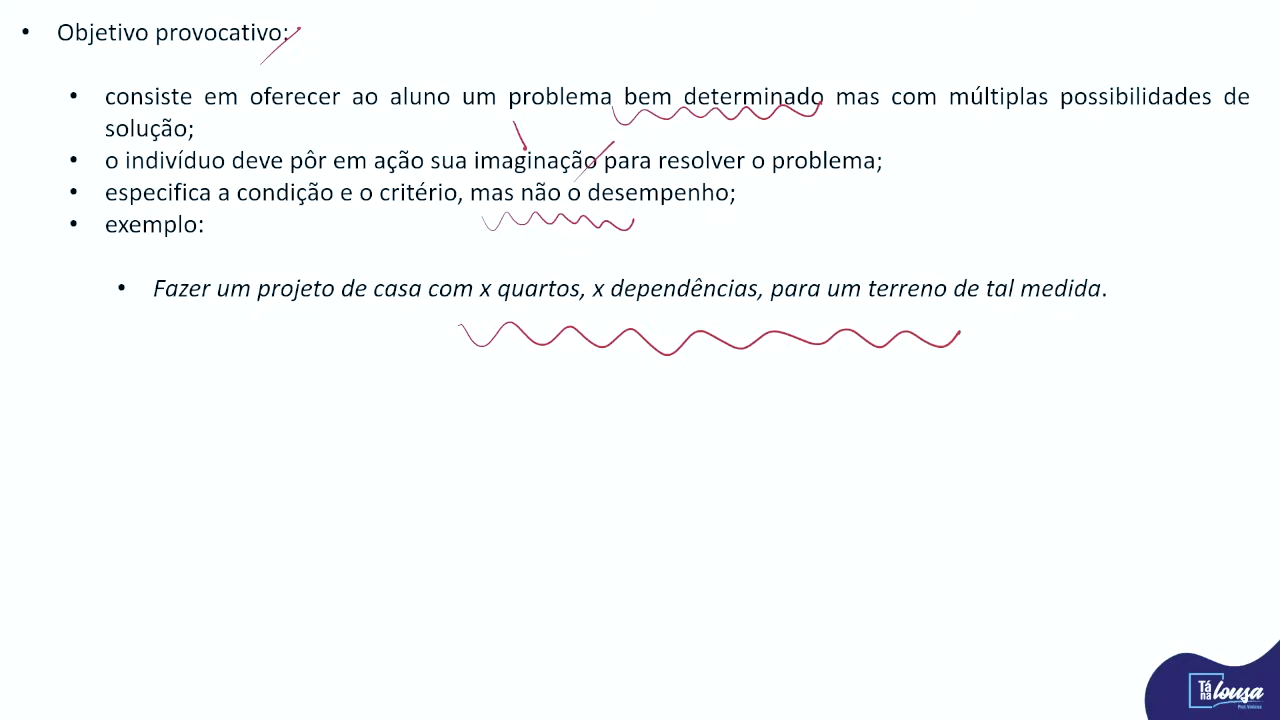 • Objetivo provocativo:
• consiste em oferecer ao aluno um problema bem determinado mas com múltiplas possibilidades de
solução;
• o indivíduo deve pôr em ação sua imaginação para resolver o problema;
• especifica a condição e o critério, mas não o desempenho;
• exemplo:
• Fazer um projeto de casa com x quartos, x dependências, para um terreno de tal medida.
Tá
na lousa
Prof. Vinícius